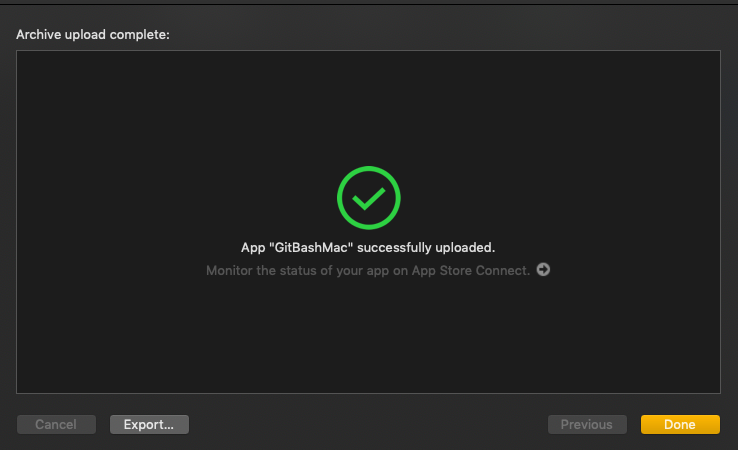 Archive upload complete:
App "GitBashMac" successfully uploaded.
Monitor the status of your app on App Store Connect.
Cancel
Export...
Previous
Done